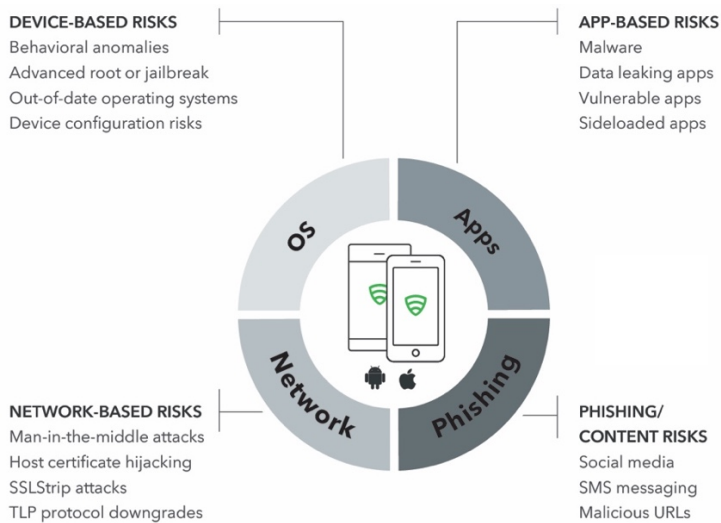 DEVICE-BASED RISKS
Behavioral anomalies
Advanced root or jailbreak
Out-of-date operating systems
Device configuration risks
APP-BASED RISKS
Malware
Data leaking apps
Vulnerable apps
Sideloaded apps
OS
Apps
Network
Phishing
NETWORK-BASED RISKS
Man-in-the-middle attacks
Host certificate hijacking
SSLStrip attacks
TLP protocol downgrades
PHISHING/
CONTENT RISKS
Social media
SMS messaging
Malicious URLs